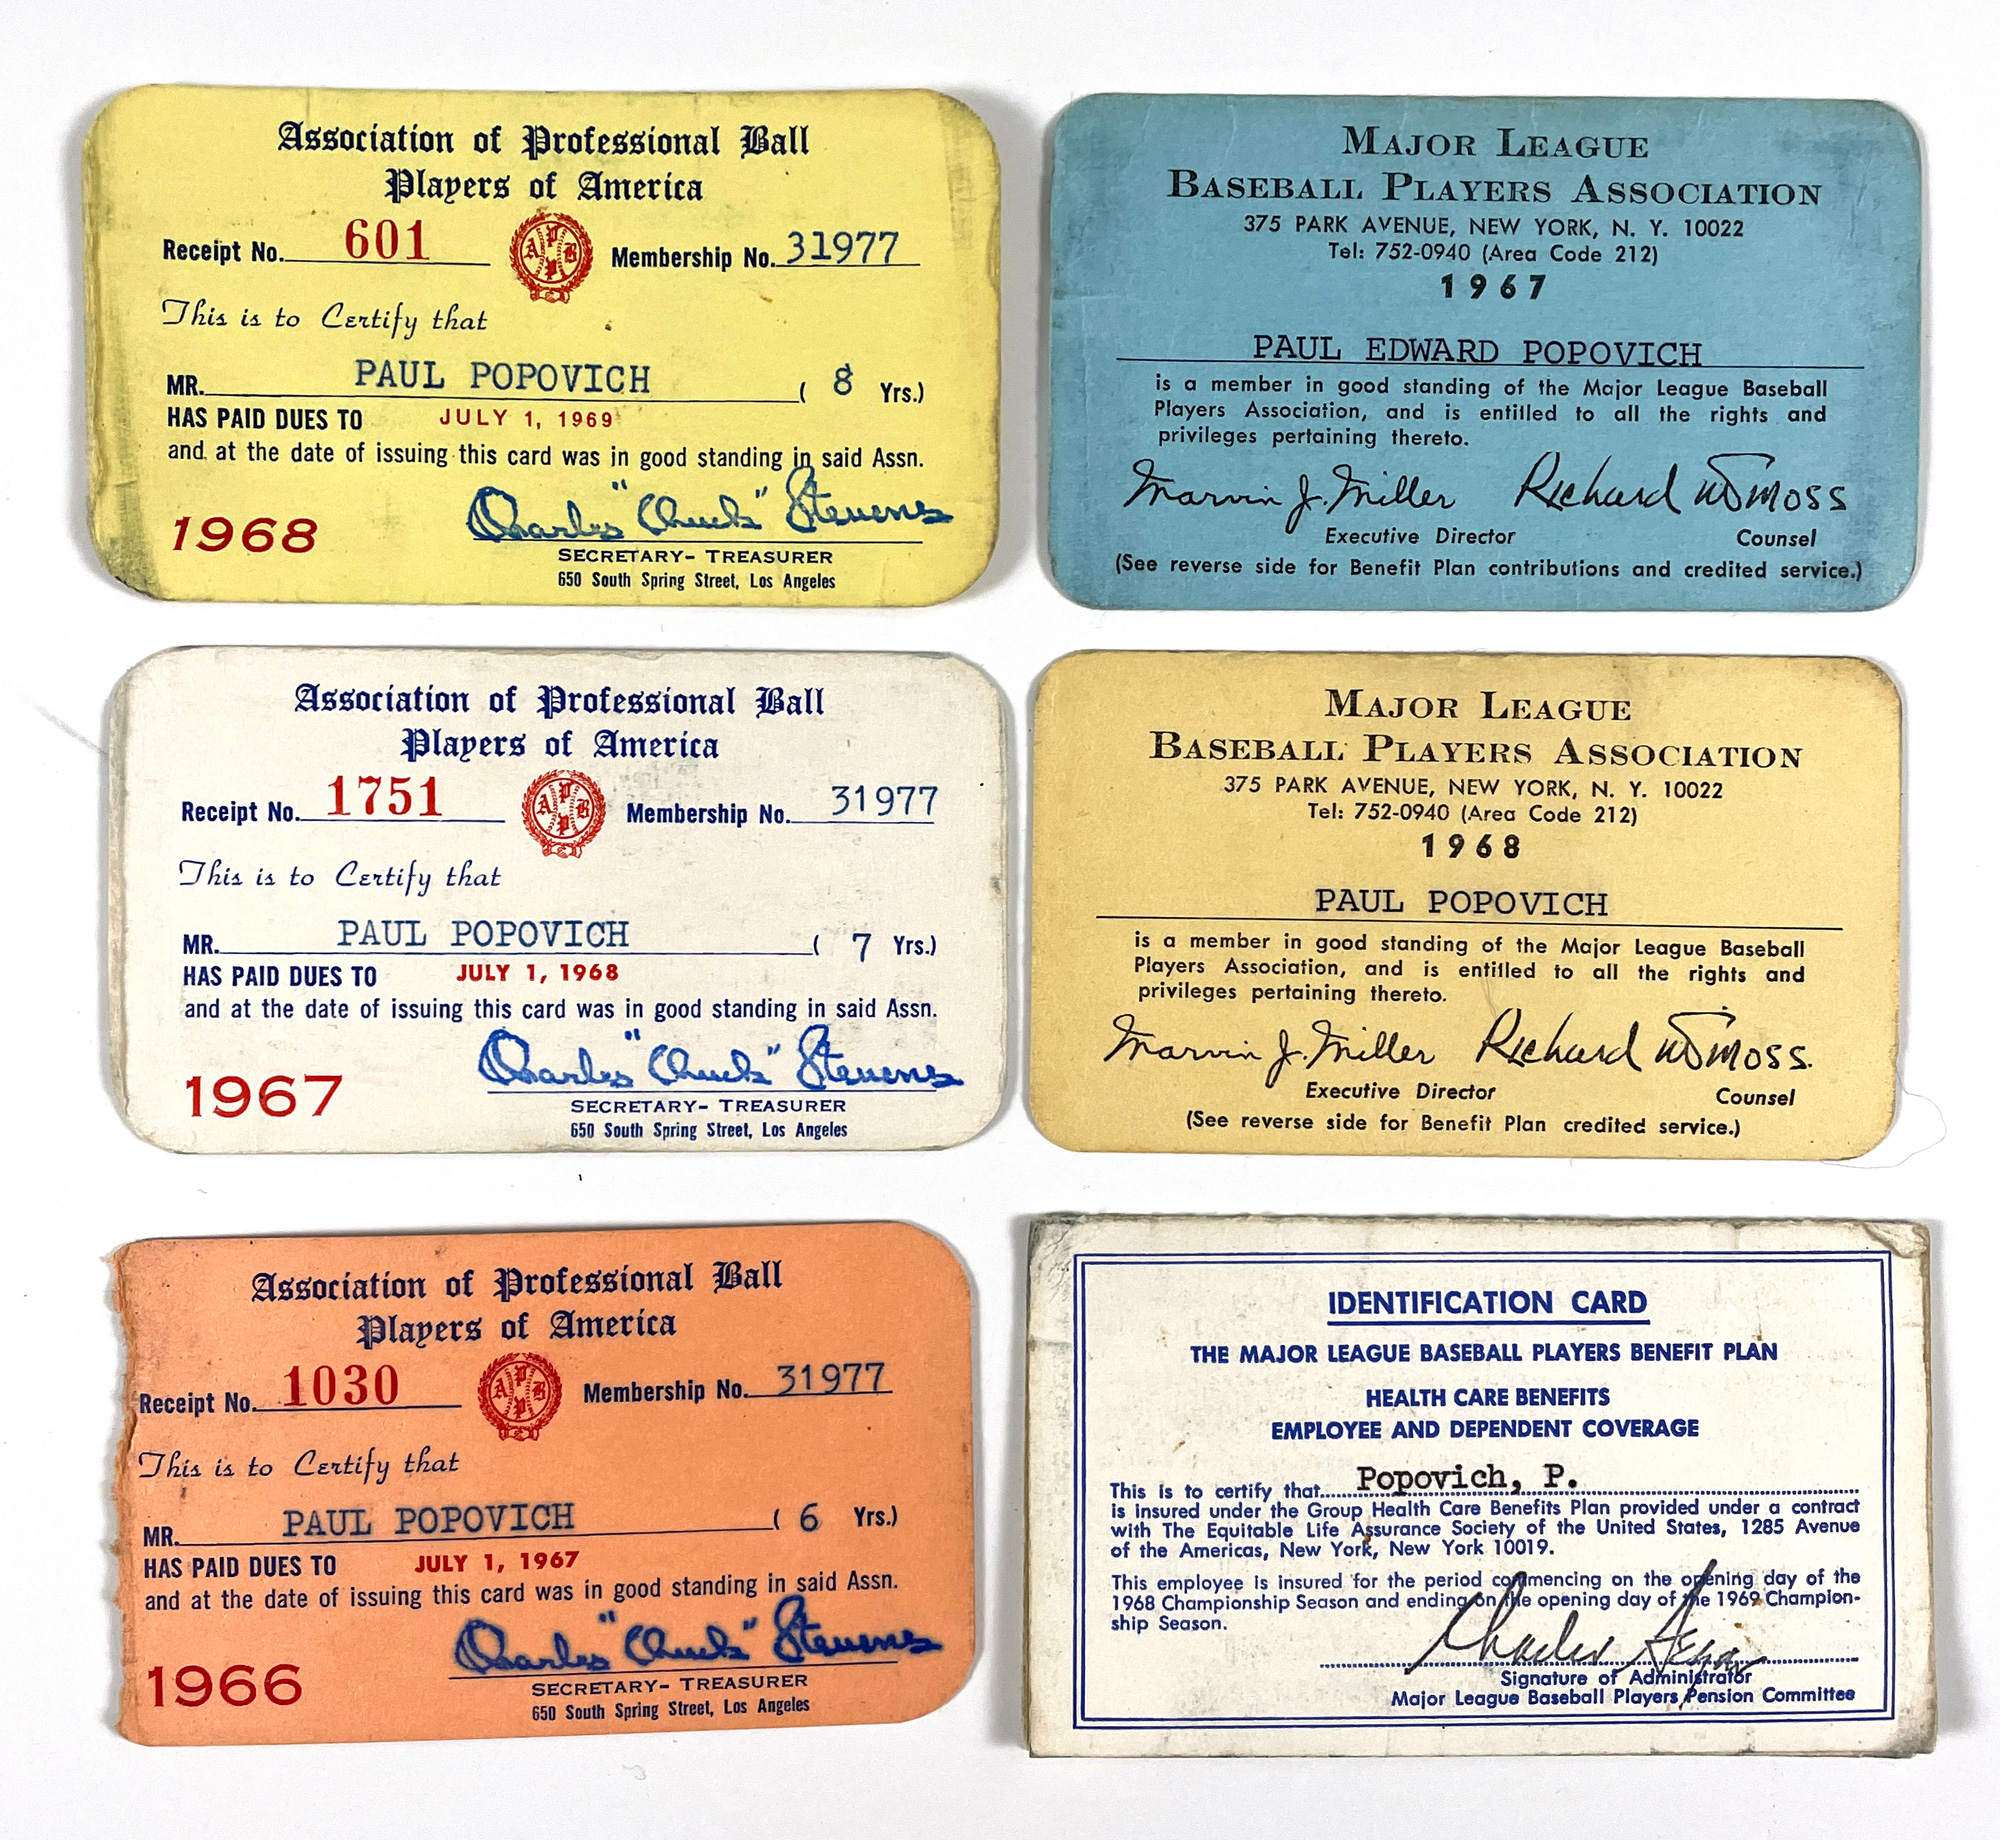 Association of Professional Ball
Players of America
Receipt No. 601 APBPA Membership No. 31977
This is to Certify that
MR. PAUL POPOVICH ( 8 Yrs.)
HAS PAID DUES TO JULY 1, 1969
and at the date of issuing this card was in good standing in said Assn.
1968 Charles "Chuck" Stevens
SECRETARY- TREASURER
650 South Spring Street, Los Angeles
MAJOR LEAGUE
BASEBALL PLAYERS ASSOCIATION
375 PARK AVENUE, NEW YORK, N. Y. 10022
Tel: 752-0940 (Area Code 212)
1967
PAUL EDWARD POPOVICH
is a member in good standing of the Major League Baseball
Players Association, and is entitled to all the rights and
privileges pertaining thereto.
Marvin J. Miller Richard W Moss
Executive Director Counsel
(See reverse side for Benefit Plan contributions and credited service.)
Association of Professional Ball
Players of America
Receipt No. 1751 APBPA Membership No. 31977
This is to Certify that
MR. PAUL POPOVICH ( 7 Yrs.)
HAS PAID DUES TO JULY 1, 1968
and at the date of issuing this card was in good standing in said Assn.
1967 Charles "Chuck" Stevens
SECRETARY- TREASURER
650 South Spring Street, Los Angeles
MAJOR LEAGUE
BASEBALL PLAYERS ASSOCIATION
375 PARK AVENUE, NEW YORK, N. Y. 10022
Tel: 752-0940 (Area Code 212)
1968
PAUL POPOVICH
is a member in good standing of the Major League Baseball
Players Association, and is entitled to all the rights and
privileges pertaining thereto.
Marvin J. Miller Richard W Moss.
Executive Director Counsel
(See reverse side for Benefit Plan credited service.)
Association of Professional Ball
Players of America
Receipt No. 1030 APBPA Membership No. 31977
This is to Certify that
MR. PAUL POPOVICH ( 6 Yrs.)
HAS PAID DUES TO JULY 1, 1967
and at the date of issuing this card was in good standing in said Assn.
1966 Charles "Chuck" Stevens
SECRETARY- TREASURER
650 South Spring Street, Los Angeles
IDENTIFICATION CARD
THE MAJOR LEAGUE BASEBALL PLAYERS BENEFIT PLAN
HEALTH CARE BENEFITS
EMPLOYEE AND DEPENDENT COVERAGE
This is to certify that Popovich, P.
is insured under the Group Health Care Benefits Plan provided under a contract
with The Equitable Life Assurance Society of the United States, 1285 Avenue
of the Americas, New York, New York 10019.
This employee is insured for the period commencing on the opening day of the
1968 Championship Season and ending on the opening day of the 1969 Champion-
ship Season.
Charles
Signature of Administrator
Major League Baseball Players Pension Committee